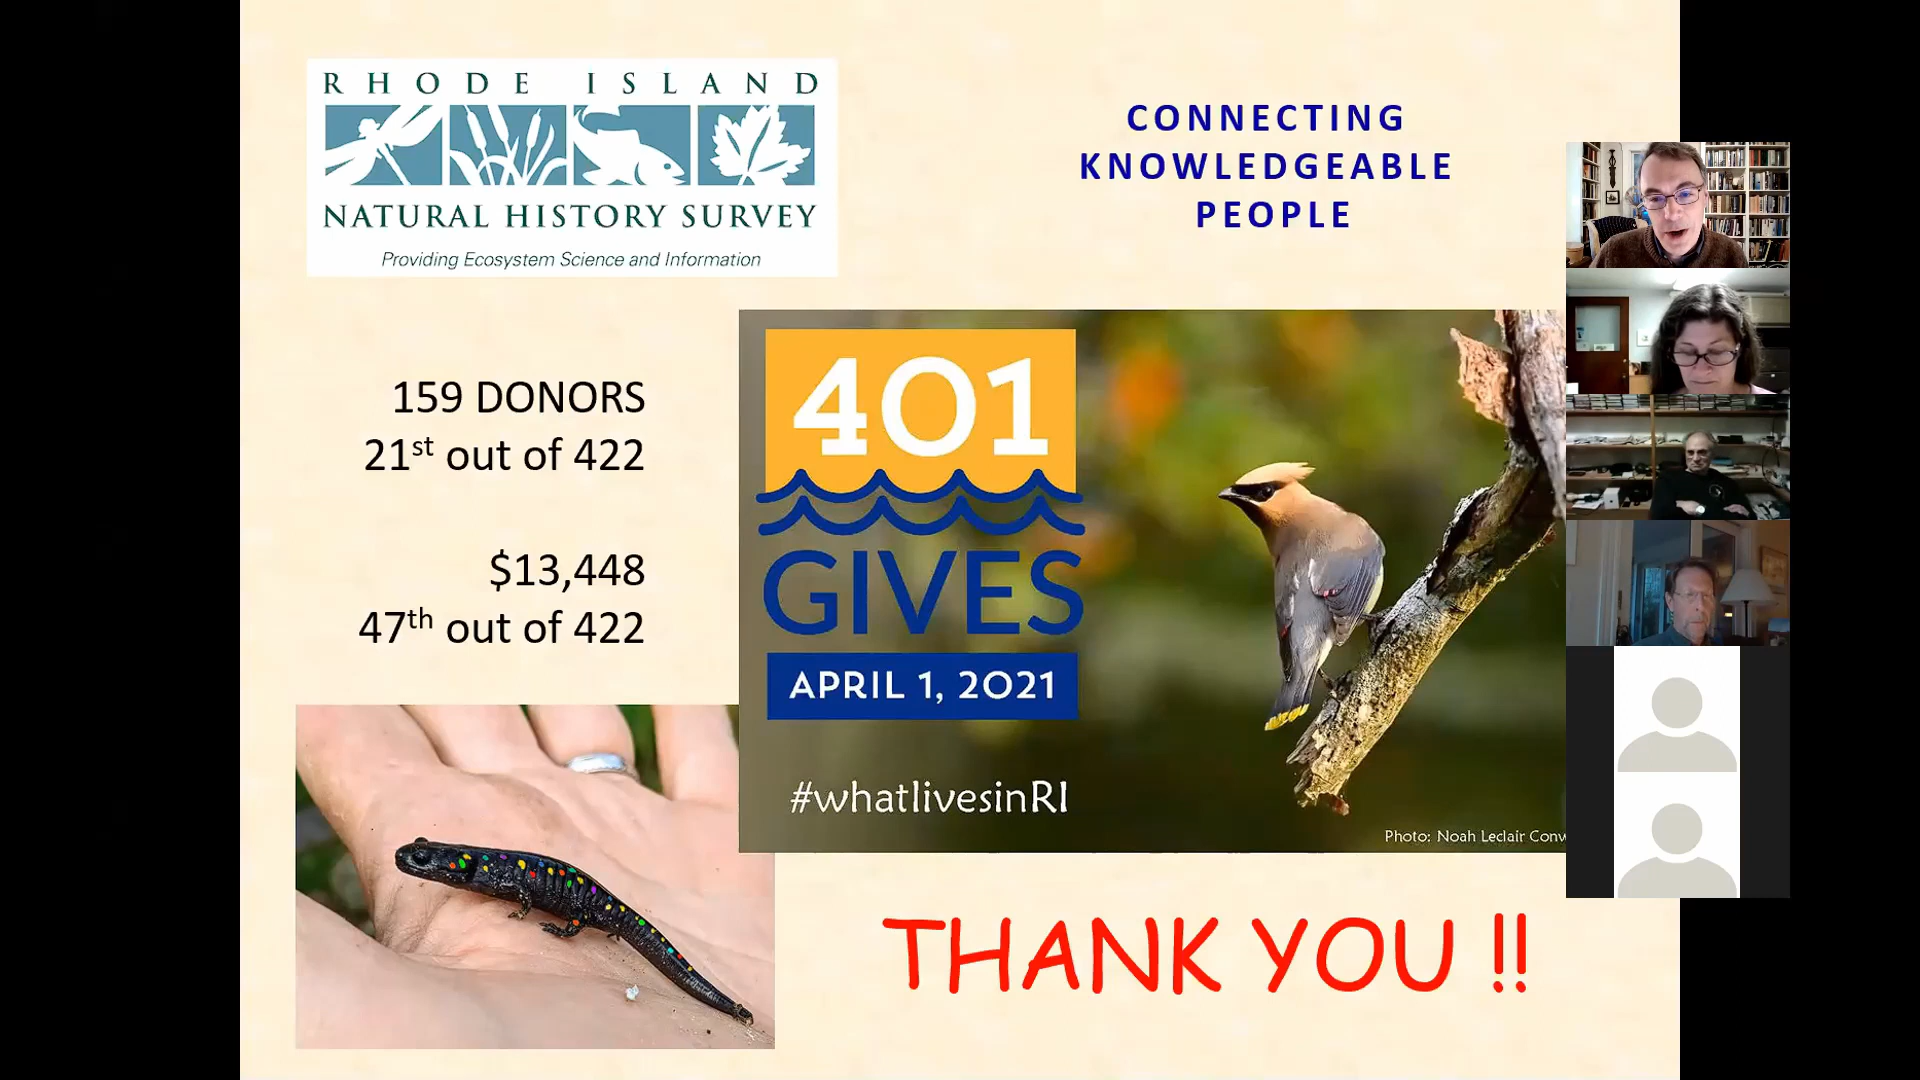 RHODE ISLAND
NATURAL HISTORY SURVEY
Providing Ecosystem Science and Information
CONNECTING
KNOWLEDGEABLE
PEOPLE
159 DONORS
21st out of 422
$13,448
47th out of 422
401
GIVES
APRIL 1, 2021
#whatlivesinRI
Photo: Noah Leclair Conw
THANK YOU !!